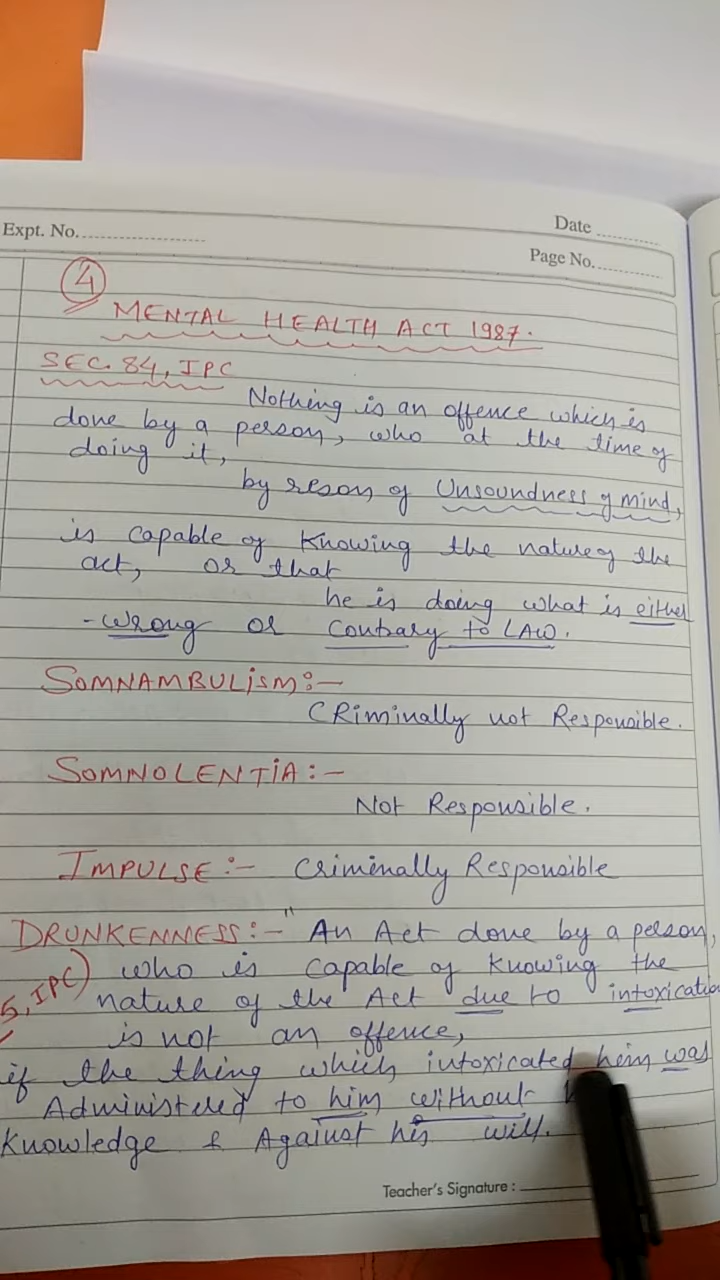 Expt. No.
Date
Page No.
4
MENTAL HEALTH ACT 1987.
SEC. 84, IPC
Nothing is an offence which is
done by a person, who at the time of
doing it,
by reson of Unsoundness of mind,
is capable of Knowing the nature of the
act, or that
he is doing what is either
- wrong or Contrary to LAW.
SOMNAMBULISM:-
CRiminally not Responsible.
SOMNOLENTIA:-
Not Responsible.
IMPULSE:- Criminally Responsible
DRUNKENNESS:- "An Act done by a person,
5, IPC) who is capable of Knowing the
nature of the Act due to intoxication
is not an offence,
if the thing which intoxicated him was
Administered to him without
Knowledge & Against his will.
Teacher's Signature :